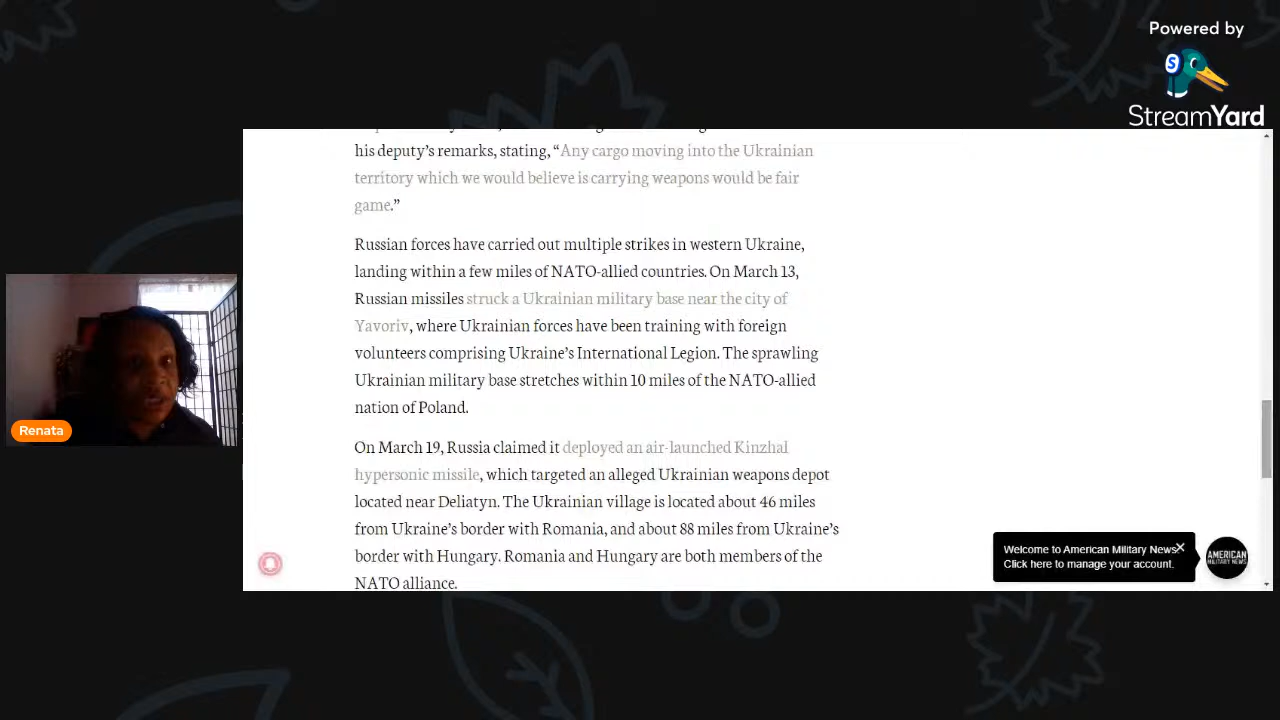 Powered by
StreamYard
his deputy’s remarks, stating, “Any cargo moving into the Ukrainian
territory which we would believe is carrying weapons would be fair
game.”
Russian forces have carried out multiple strikes in western Ukraine,
landing within a few miles of NATO-allied countries. On March 13,
Russian missiles struck a Ukrainian military base near the city of
Yavoriv, where Ukrainian forces have been training with foreign
volunteers comprising Ukraine’s International Legion. The sprawling
Ukrainian military base stretches within 10 miles of the NATO-allied
nation of Poland.
On March 19, Russia claimed it deployed an air-launched Kinzhal
hypersonic missile, which targeted an alleged Ukrainian weapons depot
located near Deliatyn. The Ukrainian village is located about 46 miles
from Ukraine’s border with Romania, and about 88 miles from Ukraine’s
border with Hungary. Romania and Hungary are both members of the
NATO alliance.
Renata
Welcome to American Military News
Click here to manage your account.
AMERICAN
MILITARY NEWS